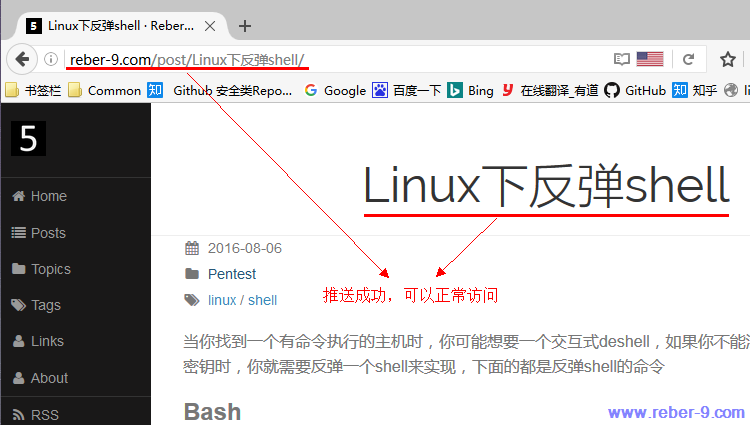 5 Linux下反弹shell · Reber...
reber-9.com/post/Linux下反弹shell/
书签栏 Common 知 Github 安全类Repo... G Google 百度一下 Bing 在线翻译_有道 GitHub 知 知乎 li
5
Linux下反弹shell
Home
Posts
Topics
Tags
Links
About
RSS
2016-08-06
Pentest
linux / shell
推送成功，可以正常访问
当你找到一个有命令执行的主机时，你可能想要一个交互式deshell，如果你不能
密钥时，你就需要反弹一个shell来实现，下面的都是反弹shell的命令
Bash
www.reber-9.com